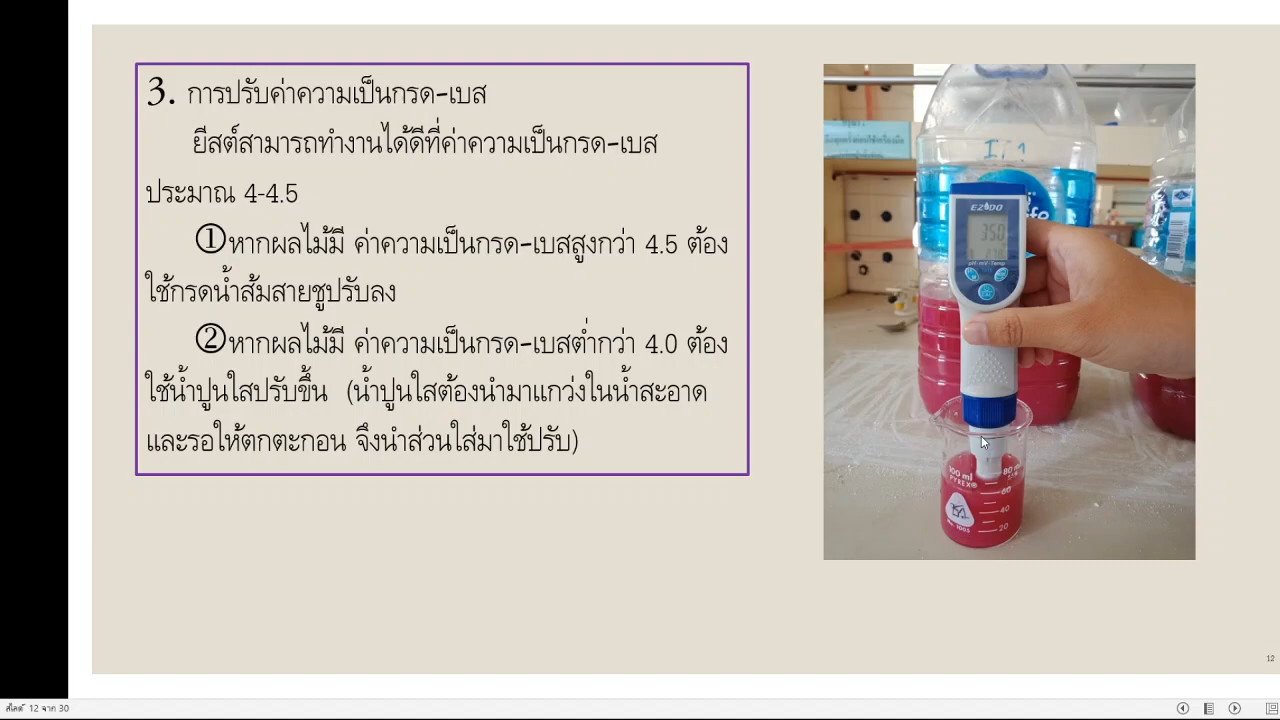 3. การปรับค่าความเป็นกรด-เบส
ยีสต์สามารถทำงานได้ดีที่ค่าความเป็นกรด-เบส
ประมาณ 4-4.5
①หากผลไม้มี ค่าความเป็นกรด-เบสสูงกว่า 4.5 ต้อง
ใช้กรดน้ำส้มสายชูปรับลง
②หากผลไม้มี ค่าความเป็นกรด-เบสต่ำกว่า 4.0 ต้อง
ใช้น้ำปูนใสปรับขึ้น (น้ำปูนใสต้องนำมาแกว่งในน้ำสะอาด
และรอให้ตกตะกอน จึงนำส่วนใส่มาใช้ปรับ)
EZDO
350
pH-mV-Temp
100 ml
PYREX®
80
60
40
20
12
สไลด์ 12 จาก 30